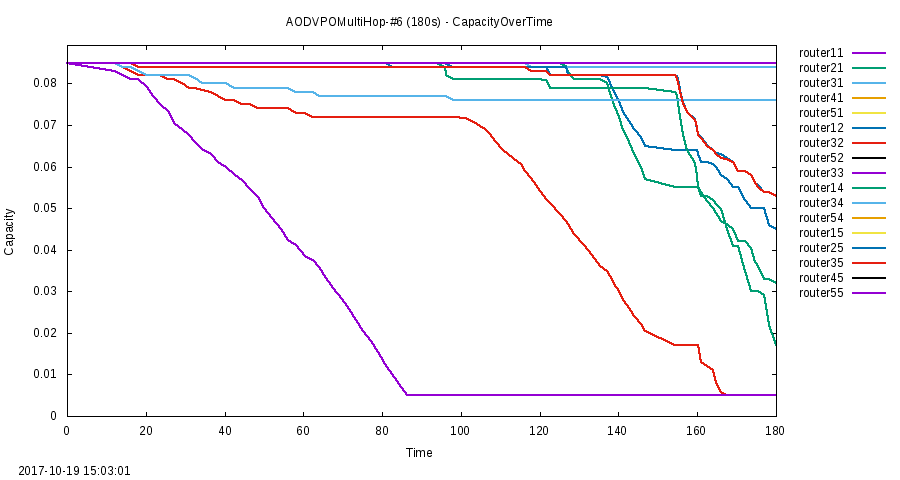 AODVPOMultiHop-#6 (180s) - CapacityOverTime
router11
router21
router31
router41
router51
router12
router32
router52
router33
router14
router34
router54
router15
router25
router35
router45
router55
0.08
0.07
0.06
0.05
0.04
0.03
0.02
0.01
0
Capacity
0 20 40 60 80 100 120 140 160 180
Time
2017-10-19 15:03:01